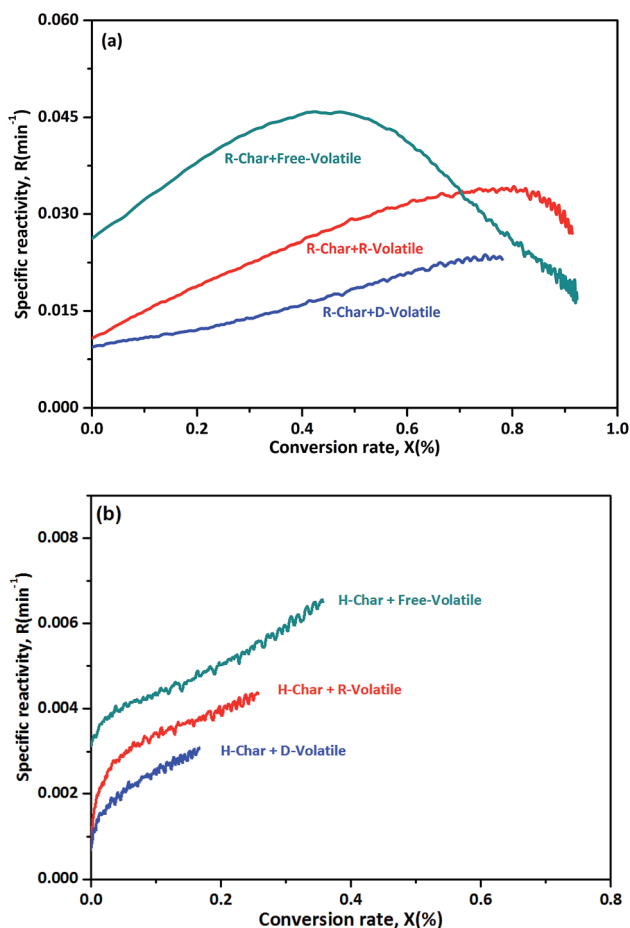 (a)
0.060
0.045
0.030
0.015
0.000
Specific reactivity, R(min⁻¹)
R-Char+Free-Volatile
R-Char+R-Volatile
R-Char+D-Volatile
0.0 0.2 0.4 0.6 0.8 1.0
Conversion rate, X(%)
(b)
0.008
0.006
0.004
0.002
0.000
Specific reactivity, R(min⁻¹)
H-Char + Free-Volatile
H-Char + R-Volatile
H-Char + D-Volatile
0.0 0.2 0.4 0.6 0.8
Conversion rate, X(%)